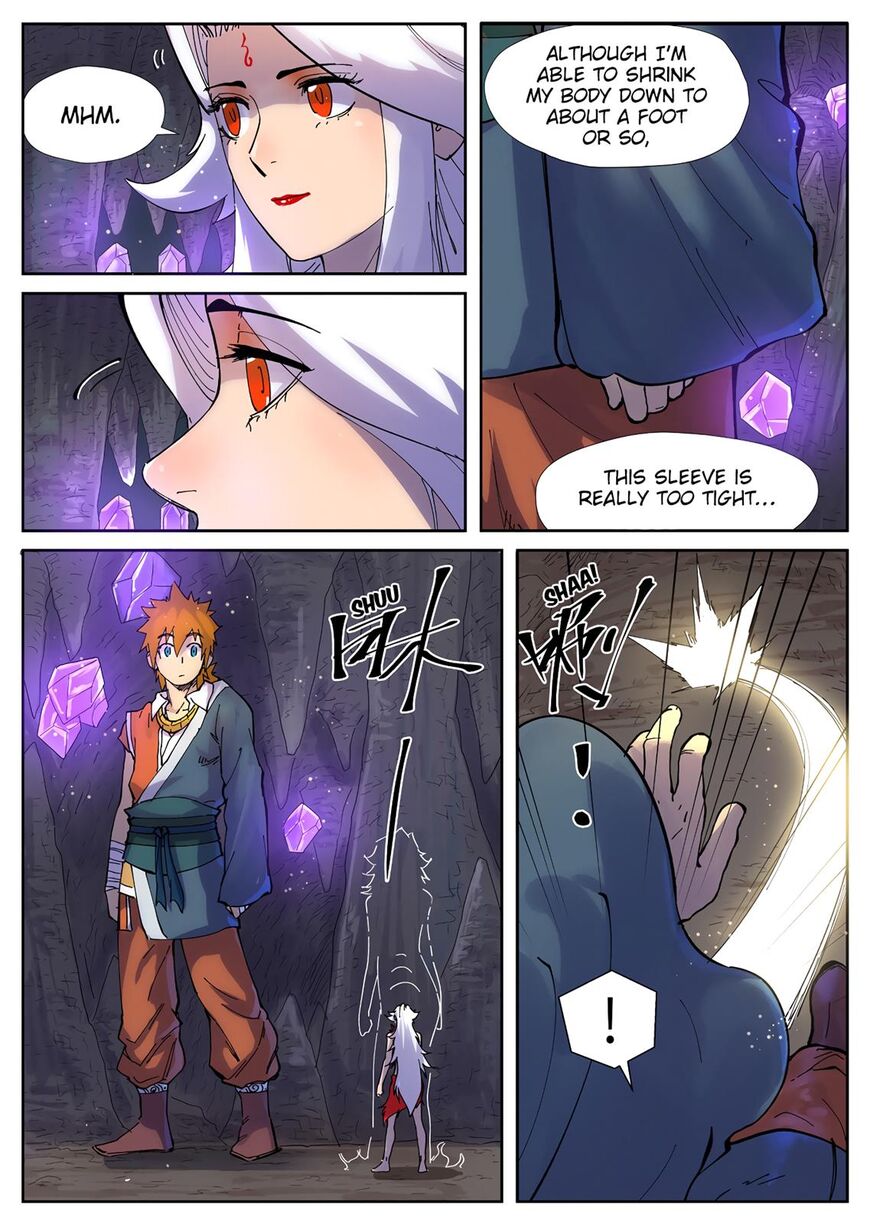 MHM.
ALTHOUGH I'M
ABLE TO SHRINK
MY BODY DOWN TO
ABOUT A FOOT
OR SO,
THIS SLEEVE IS
REALLY TOO TIGHT...
SHUU
SHAA!
!